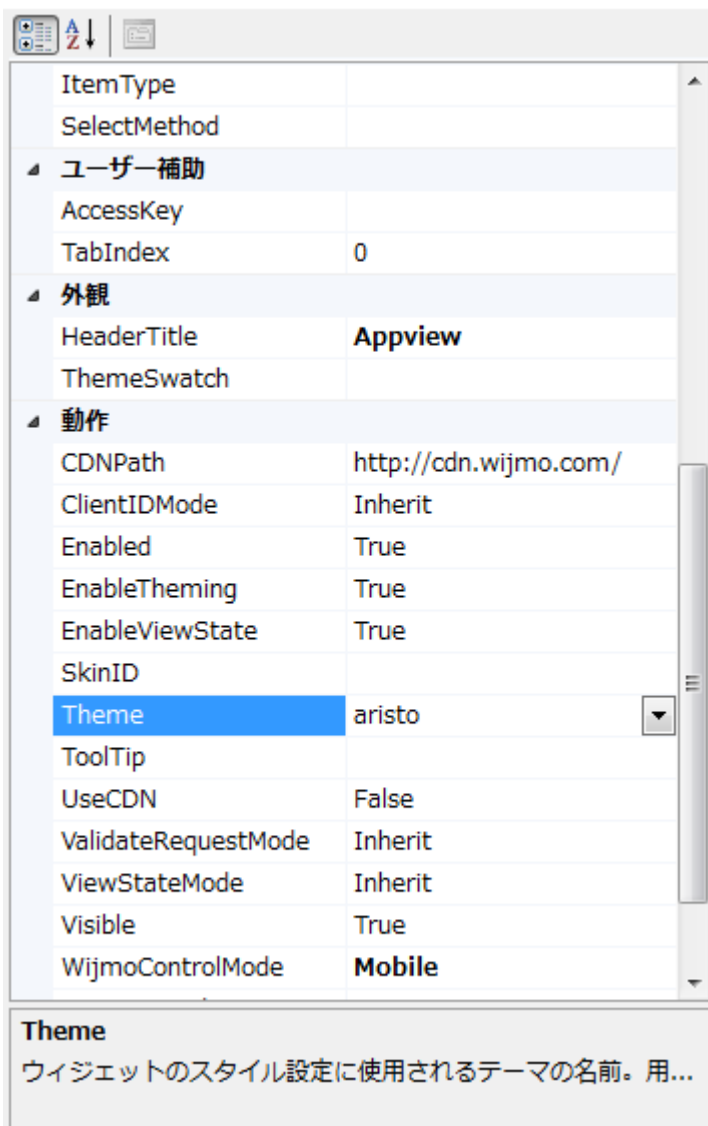 ItemType
SelectMethod
ユーザー補助
AccessKey
TabIndex 0
外観
HeaderTitle Appview
ThemeSwatch
動作
CDNPath http://cdn.wijmo.com/
ClientIDMode Inherit
Enabled True
EnableTheming True
EnableViewState True
SkinID
Theme aristo
ToolTip
UseCDN False
ValidateRequestMode Inherit
ViewStateMode Inherit
Visible True
WijmoControlMode Mobile
Theme
ウィジェットのスタイル設定に使用されるテーマの名前。用...